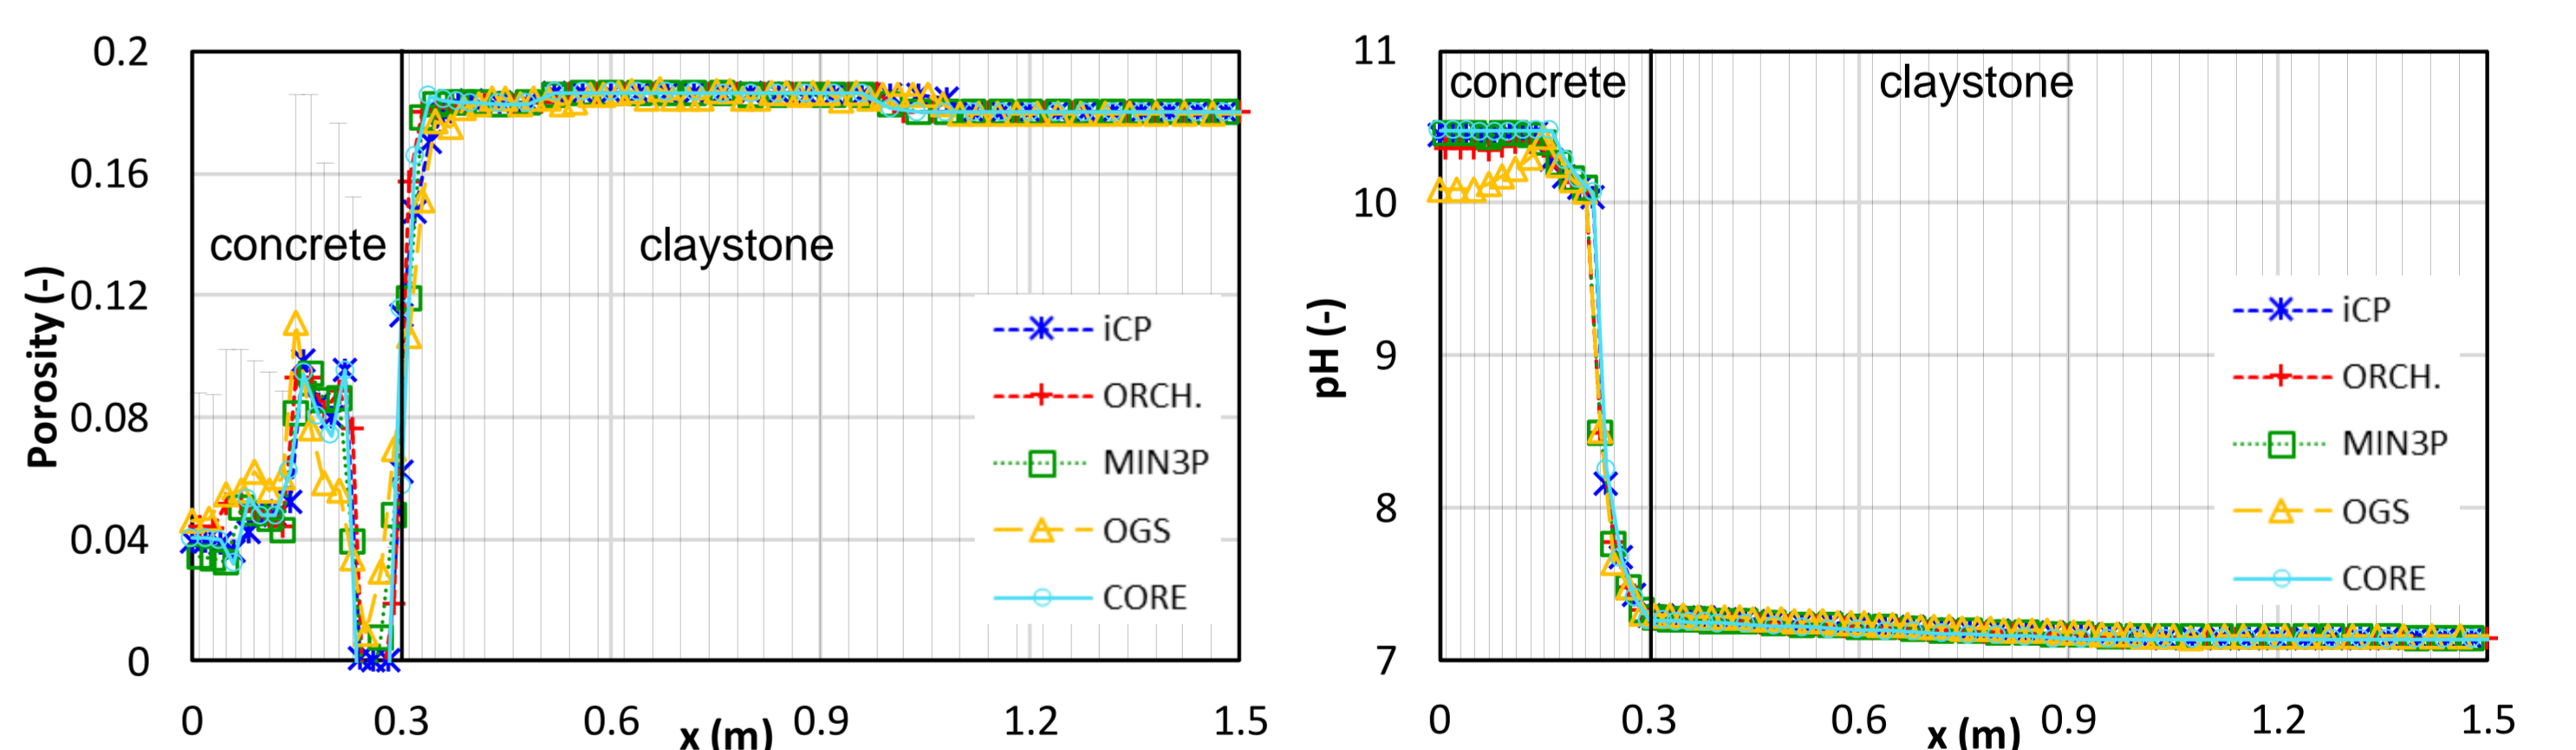 0.2
0.16
0.12
0.08
0.04
0
Porosity (-)
concrete
claystone
iCP
ORCH.
MIN3P
OGS
CORE
0 0.3 0.6 0.9 1.2 1.5
x (m)
11
10
9
8
7
pH (-)
concrete
claystone
iCP
ORCH.
MIN3P
OGS
CORE
0 0.3 0.6 0.9 1.2 1.5
x (m)